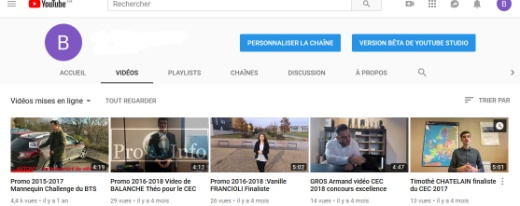 YouTube
Rechercher
B
B
PERSONNALISER LA CHAÎNE
VERSION BÊTA DE YOUTUBE STUDIO
ACCUEIL
VIDÉOS
PLAYLISTS
CHAÎNES
DISCUSSION
À PROPOS
Vidéos mises en ligne
TOUT REGARDER
TRIER PAR
4:19
Pro Info
4:12
5:02
4:47
5:01
Promo 2015-2017
Mannequin Challenge du BTS
4,4 k vues • il y a 1 an
Promo 2016-2018 Video de
BALANCHE Théo pour le CEC
29 vues • il y a 4 mois
Promo 2016-2018 :Vanille
FRANCIOLI Finaliste
26 vues • il y a 4 mois
GROS Armand vidéo CEC
2018 concours excellence
14 vues • il y a 4 mois
Timothé CHATELAIN finaliste
du CEC 2017
13 vues • il y a 4 mois